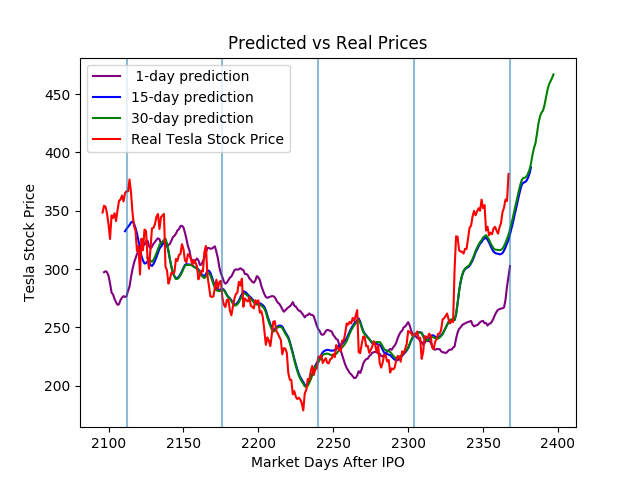 Predicted vs Real Prices
1-day prediction
15-day prediction
30-day prediction
Real Tesla Stock Price
Tesla Stock Price
450
400
350
300
250
200
2100 2150 2200 2250 2300 2350 2400
Market Days After IPO